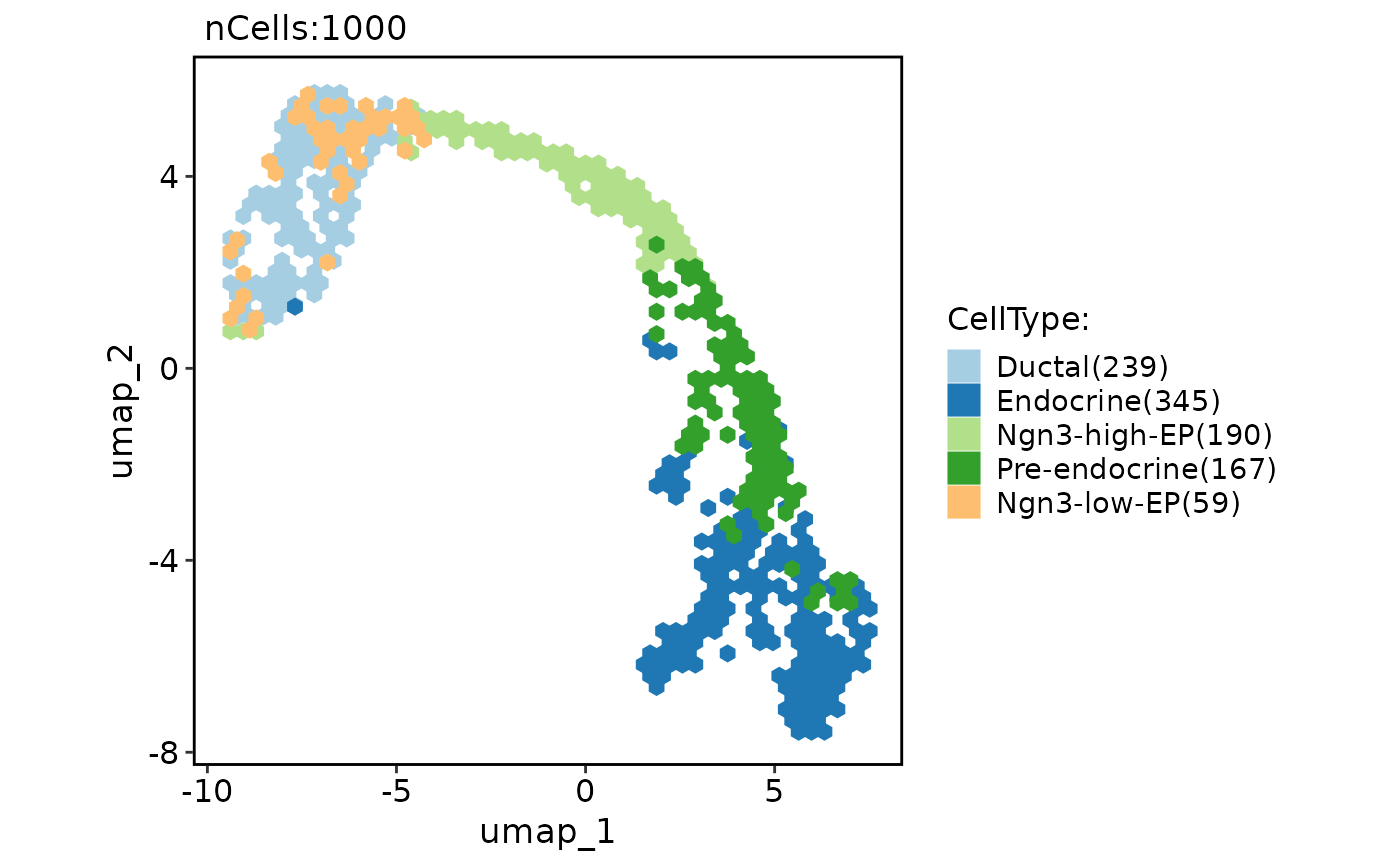 nCells:1000
4
0
-4
-8
-10
-5
0
5
umap_1
umap_2
CellType:
Ductal(239)
Endocrine(345)
Ngn3-high-EP(190)
Pre-endocrine(167)
Ngn3-low-EP(59)